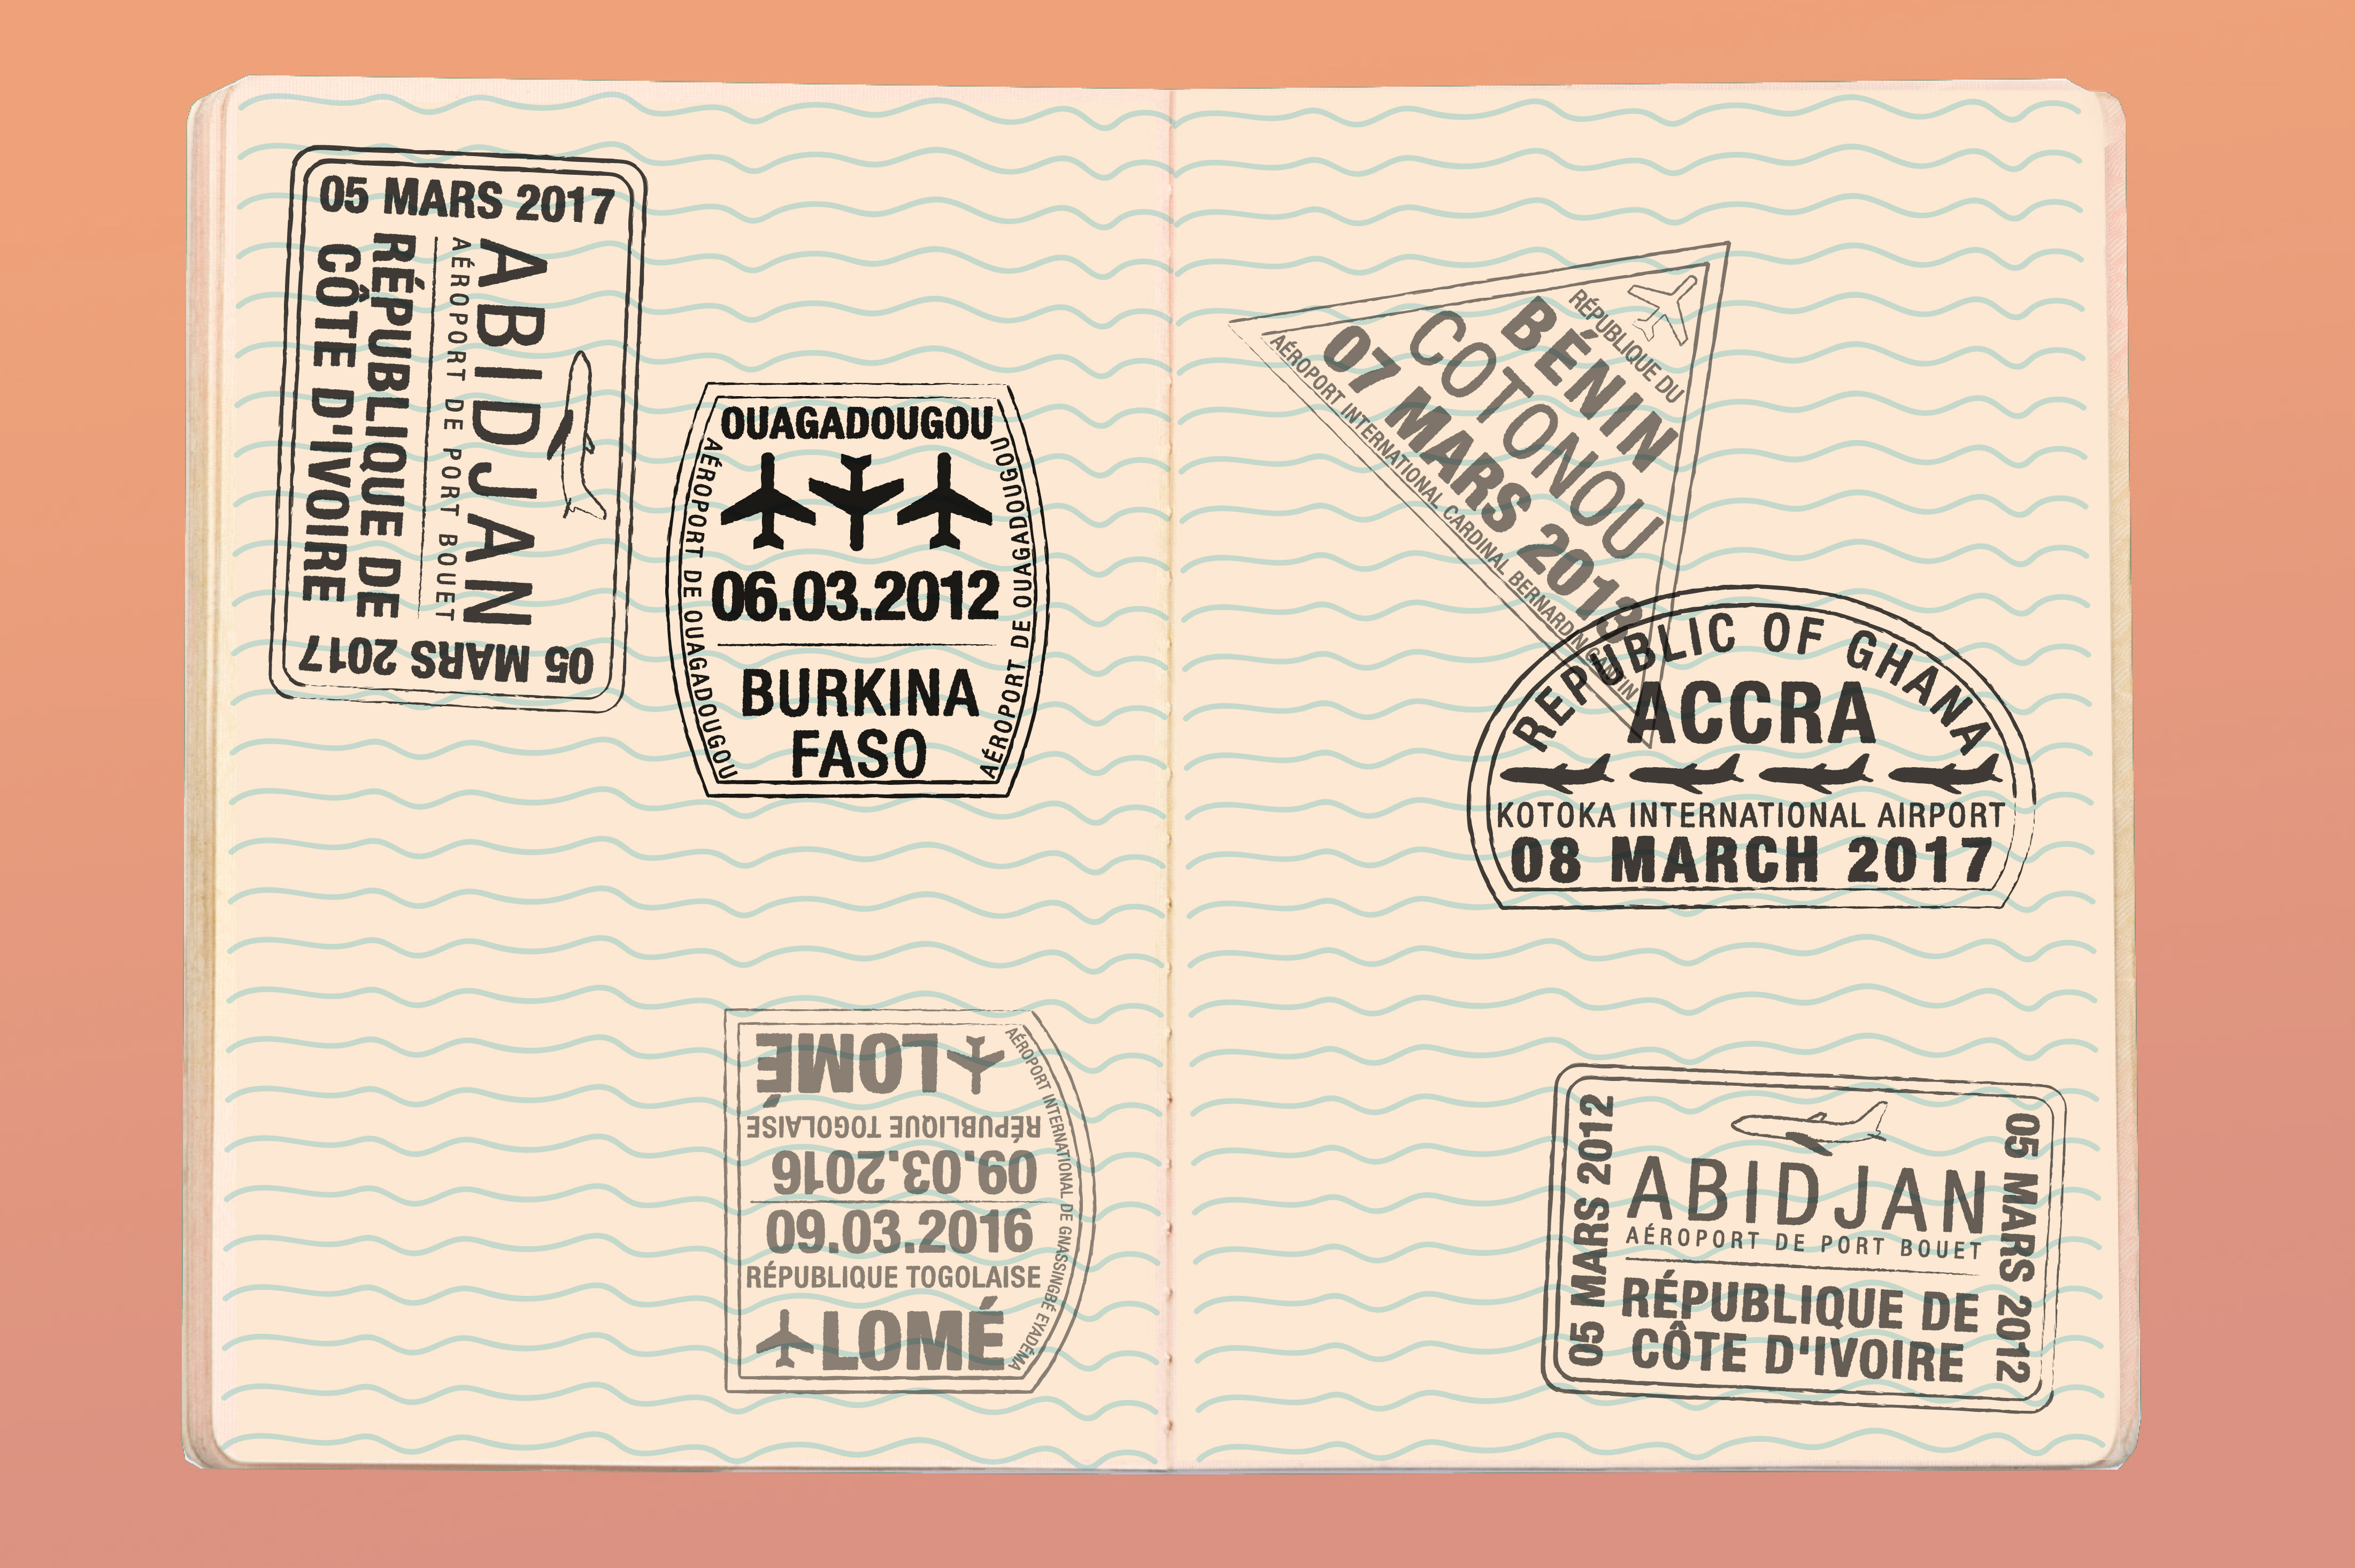 05 MARS 2017
ABIDJAN
AÉROPORT DE PORT BOUET
RÉPUBLIQUE DE
CÔTE D'IVOIRE
05 MARS 2017
OUAGADOUGOU
AÉROPORT DE OUAGADOUGOU
06.03.2012
BURKINA
FASO
AÉROPORT DE OUAGADOUGOU
LOMÉ
RÉPUBLIQUE TOGOLAISE
09.03.2016
09.03.2016
RÉPUBLIQUE TOGOLAISE
LOMÉ
AÉROPORT INTERNATIONAL DE GNASSINGBÉ EYADÉMA
RÉPUBLIQUE DU
BÉNIN
COTONOU
07 MARS 2013
AÉROPORT INTERNATIONAL CARDINAL BERNARDIN GANTIN
REPUBLIC OF GHANA
ACCRA
KOTOKA INTERNATIONAL AIRPORT
08 MARCH 2017
05 MARS 2012
ABIDJAN
AÉROPORT DE PORT BOUET
RÉPUBLIQUE DE
CÔTE D'IVOIRE
05 MARS 2012